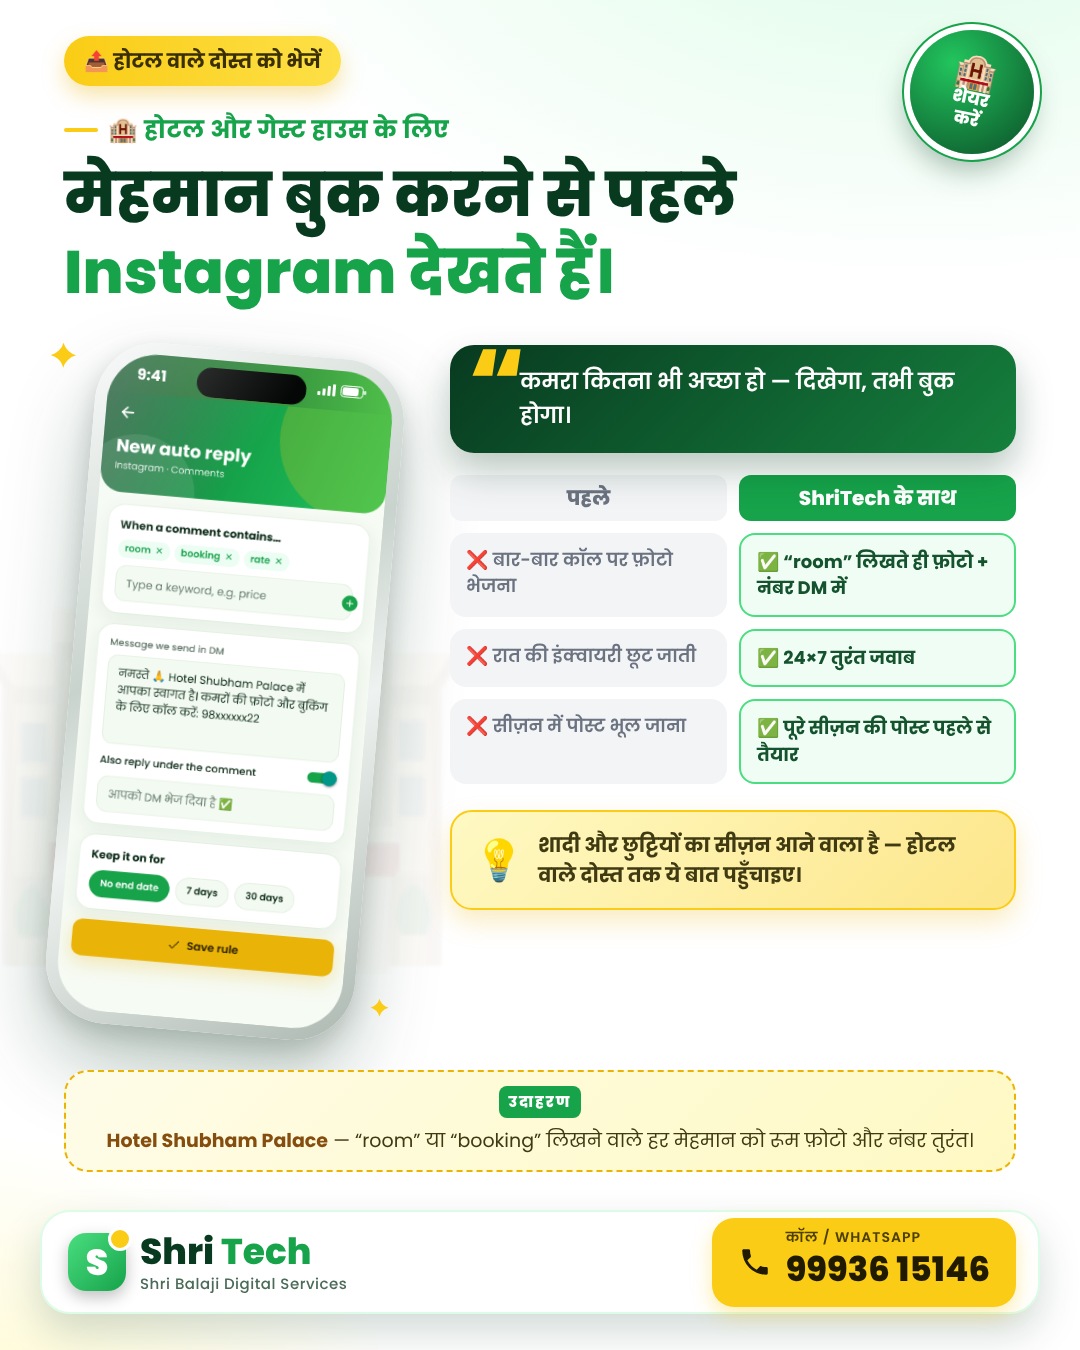 📤 होटल वाले दोस्त को भेजें
🏨 शेयर
करें
🏨 होटल और गेस्ट हाउस के लिए
मेहमान बुक करने से पहले
Instagram देखते हैं।
9:41
New auto reply
Instagram · Comments
When a comment contains...
room × booking × rate ×
Type a keyword, e.g. price
Message we send in DM
नमस्ते 🙏 Hotel Shubham Palace में
आपका स्वागत है। कमरों की फ़ोटो और बुकिंग
के लिए कॉल करें: 98xxxxxx22
Also reply under the comment
आपको DM भेज दिया है ✅
Keep it on for
No end date 7 days 30 days
✓ Save rule
“कमरा कितना भी अच्छा हो — दिखेगा, तभी बुक
होगा।
पहले
ShriTech के साथ
❌ बार-बार कॉल पर फ़ोटो
भेजना
✅ “room” लिखते ही फ़ोटो +
नंबर DM में
❌ रात की इंक्वायरी छूट जाती
✅ 24×7 तुरंत जवाब
❌ सीज़न में पोस्ट भूल जाना
✅ पूरे सीज़न की पोस्ट पहले से
तैयार
💡 शादी और छुट्टियों का सीज़न आने वाला है — होटल
वाले दोस्त तक ये बात पहुँचाइए।
उदाहरण
Hotel Shubham Palace — “room” या “booking” लिखने वाले हर मेहमान को रूम फ़ोटो और नंबर तुरंत।
S
Shri Tech
Shri Balaji Digital Services
कॉल / WHATSAPP
99936 15146